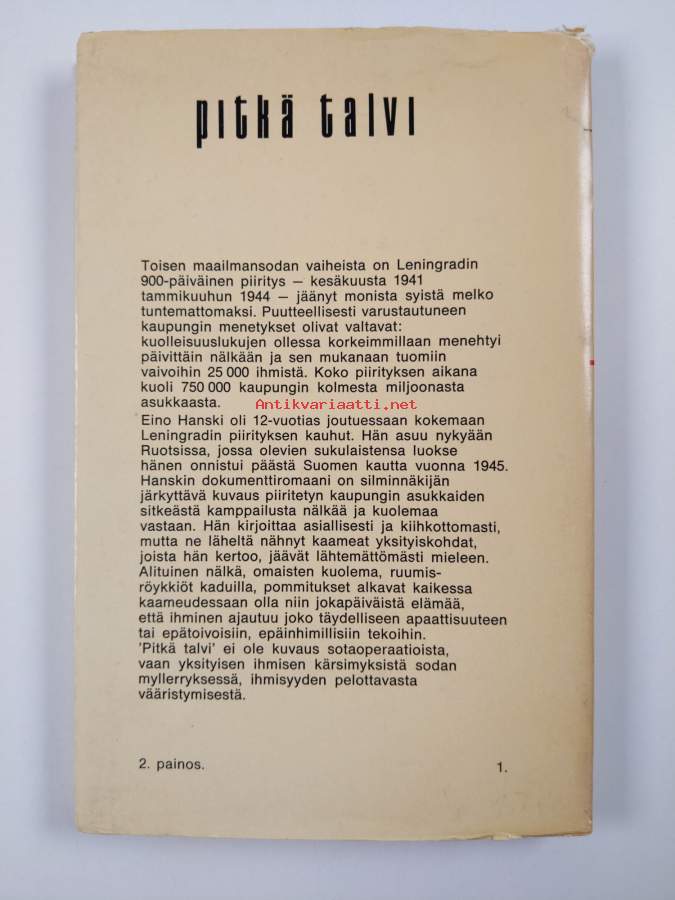 pitkä talvi
Toisen maailmansodan vaiheista on Leningradin
900-päiväinen piiritys — kesäkuusta 1941
tammikuuhun 1944 — jäänyt monista syistä melko
tuntemattomaksi. Puutteellisesti varustautuneen
kaupungin menetykset olivat valtavat:
kuolleisuuslukujen ollessa korkeimmillaan menehtyi
päivittäin nälkään ja sen mukanaan tuomiin
vaivoihin 25 000 ihmistä. Koko piirityksen aikana
kuoli 750 000 kaupungin kolmesta miljoonasta
asukkaasta.
Antikvariaatti.net
Eino Hanski oli 12-vuotias joutuessaan kokemaan
Leningradin piirityksen kauhut. Hän asuu nykyään
Ruotsissa, jossa olevien sukulaistensa luokse
hänen onnistui päästä Suomen kautta vuonna 1945.
Hanskin dokumenttiromaani on silminnäkijän
järkyttävä kuvaus piiritetyn kaupungin asukkaiden
sitkeästä kamppailusta nälkää ja kuolemaa
vastaan. Hän kirjoittaa asiallisesti ja kiihkottomasti,
mutta ne läheltä nähnyt kaameat yksityiskohdat,
joista hän kertoo, jäävät lähtemättömästi mieleen.
Alituinen nälkä, omaisten kuolema, ruumis-
röykkiöt kaduilla, pommitukset alkavat kaikessa
kaameudessaan olla niin jokapäiväistä elämää,
että ihminen ajautuu joko täydelliseen apaattisuuteen
tai epätoivoisiin, epäinhimillisiin tekoihin.
'Pitkä talvi' ei ole kuvaus sotaoperaatioista,
vaan yksityisen ihmisen kärsimyksistä sodan
myllerryksessä, ihmisyyden pelottavasta
vääristymisestä.
2. painos.
1.